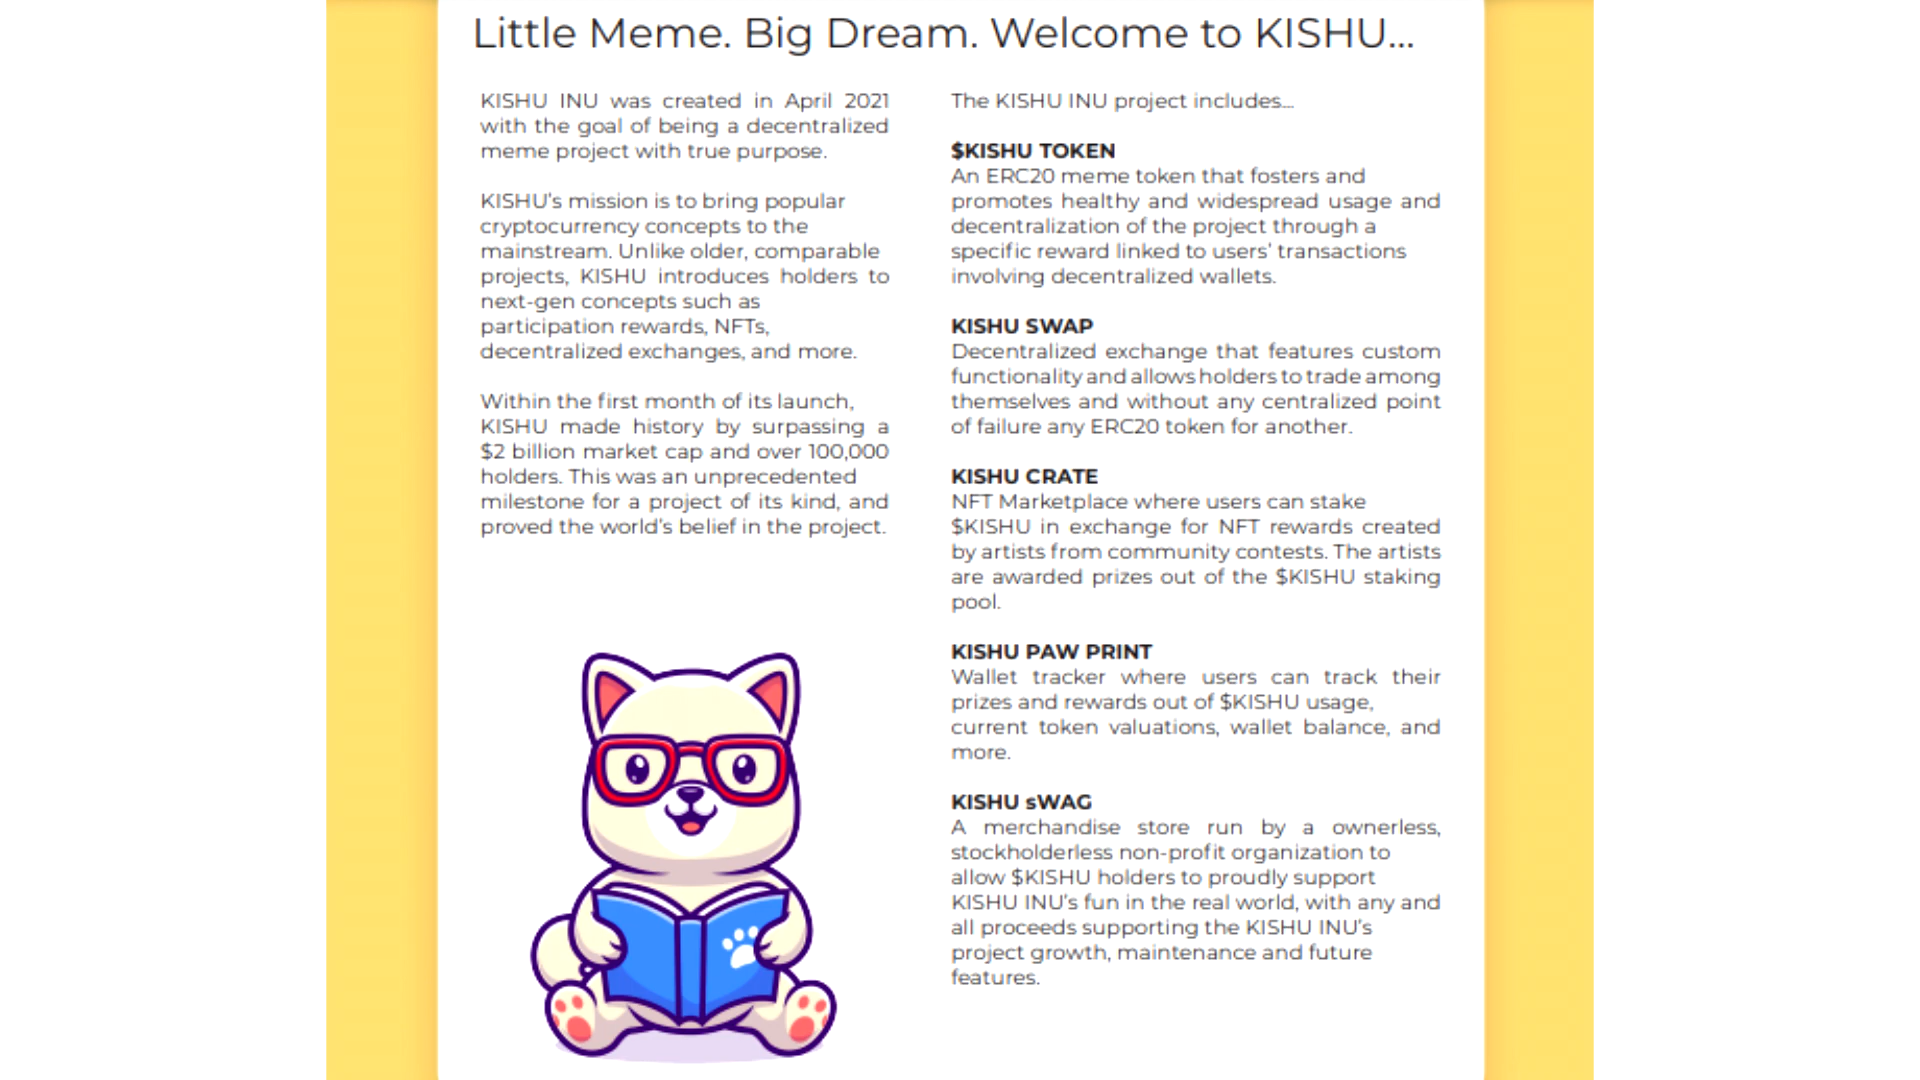 Little Meme. Big Dream. Welcome to KISHU...
KISHU INU was created in April 2021
with the goal of being a decentralized
meme project with true purpose.
KISHU's mission is to bring popular
cryptocurrency concepts to the
mainstream. Unlike older, comparable
projects, KISHU introduces holders to
next-gen concepts such as
participation rewards, NFTs,
decentralized exchanges, and more.
Within the first month of its launch,
KISHU made history by surpassing a
$2 billion market cap and over 100,000
holders. This was an unprecedented
milestone for a project of its kind, and
proved the world's belief in the project.
The KISHU INU project includes...
$KISHU TOKEN
An ERC20 meme token that fosters and
promotes healthy and widespread usage and
decentralization of the project through a
specific reward linked to users' transactions
involving decentralized wallets.
KISHU SWAP
Decentralized exchange that features custom
functionality and allows holders to trade among
themselves and without any centralized point
of failure any ERC20 token for another.
KISHU CRATE
NFT Marketplace where users can stake
$KISHU in exchange for NFT rewards created
by artists from community contests. The artists
are awarded prizes out of the $KISHU staking
pool.
KISHU PAW PRINT
Wallet tracker where users can track their
prizes and rewards out of $KISHU usage,
current token valuations, wallet balance, and
more.
KISHU sWAG
A merchandise store run by a ownerless,
stockholderless non-profit organization to
allow $KISHU holders to proudly support
KISHU INU's fun in the real world, with any and
all proceeds supporting the KISHU INU's
project growth, maintenance and future
features.